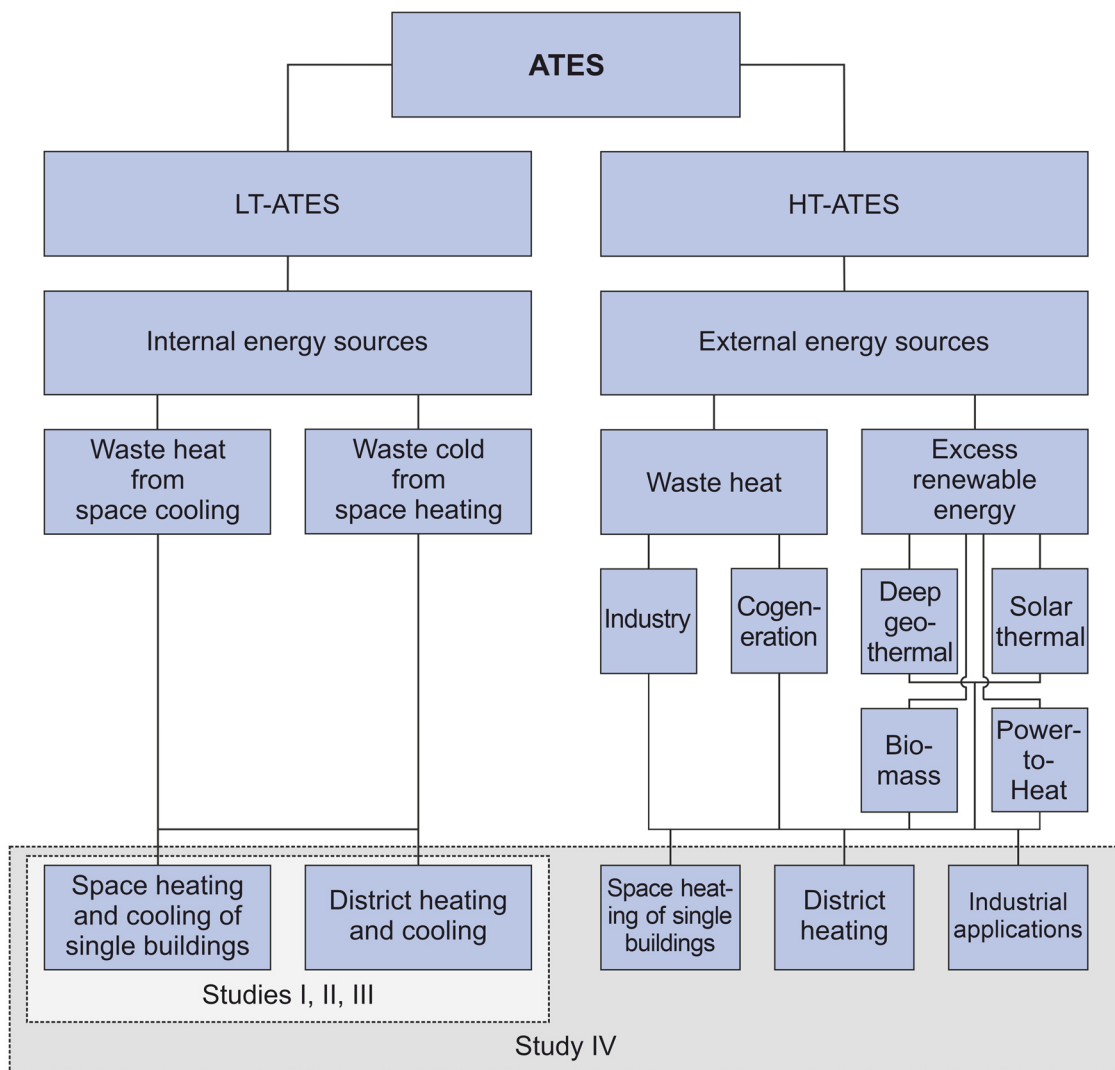 ATES
LT-ATES
HT-ATES
Internal energy sources
External energy sources
Waste heat
from
space cooling
Waste cold
from
space heating
Waste heat
Excess
renewable
energy
Industry
Cogen-
eration
Deep
geo-
thermal
Solar
thermal
Bio-
mass
Power-
to-
Heat
Space heating
and cooling of
single buildings
District heating
and cooling
Space heat-
ing of single
buildings
District
heating
Industrial
applications
Studies I, II, III
Study IV